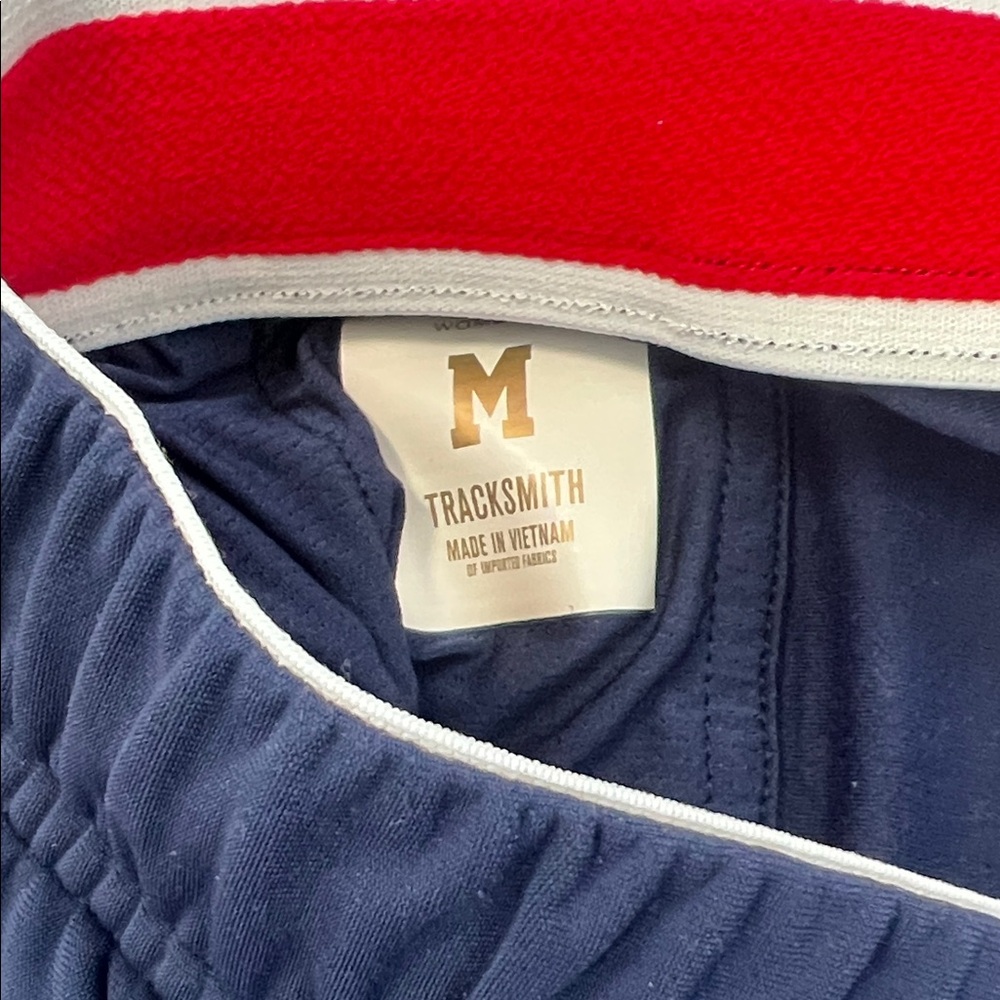 M
TRACKSMITH
MADE IN VIETNAM
OF IMPORTED FABRICS